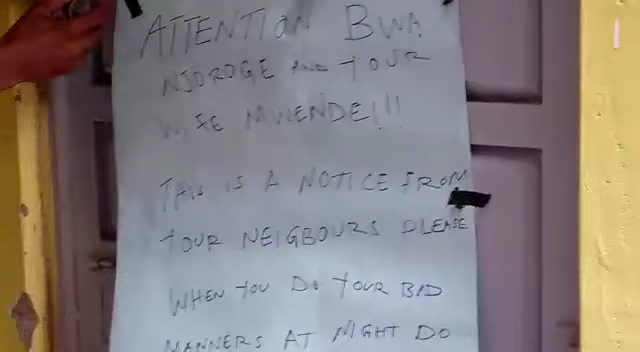 ATTENTION BWA
NJOROGE AND YOUR
WIFE MWENDE!!!
THIS IS A NOTICE FROM
YOUR NEIGBOURS PLEASE
WHEN YOU DO YOUR BAD
MANNERS AT NIGHT DO